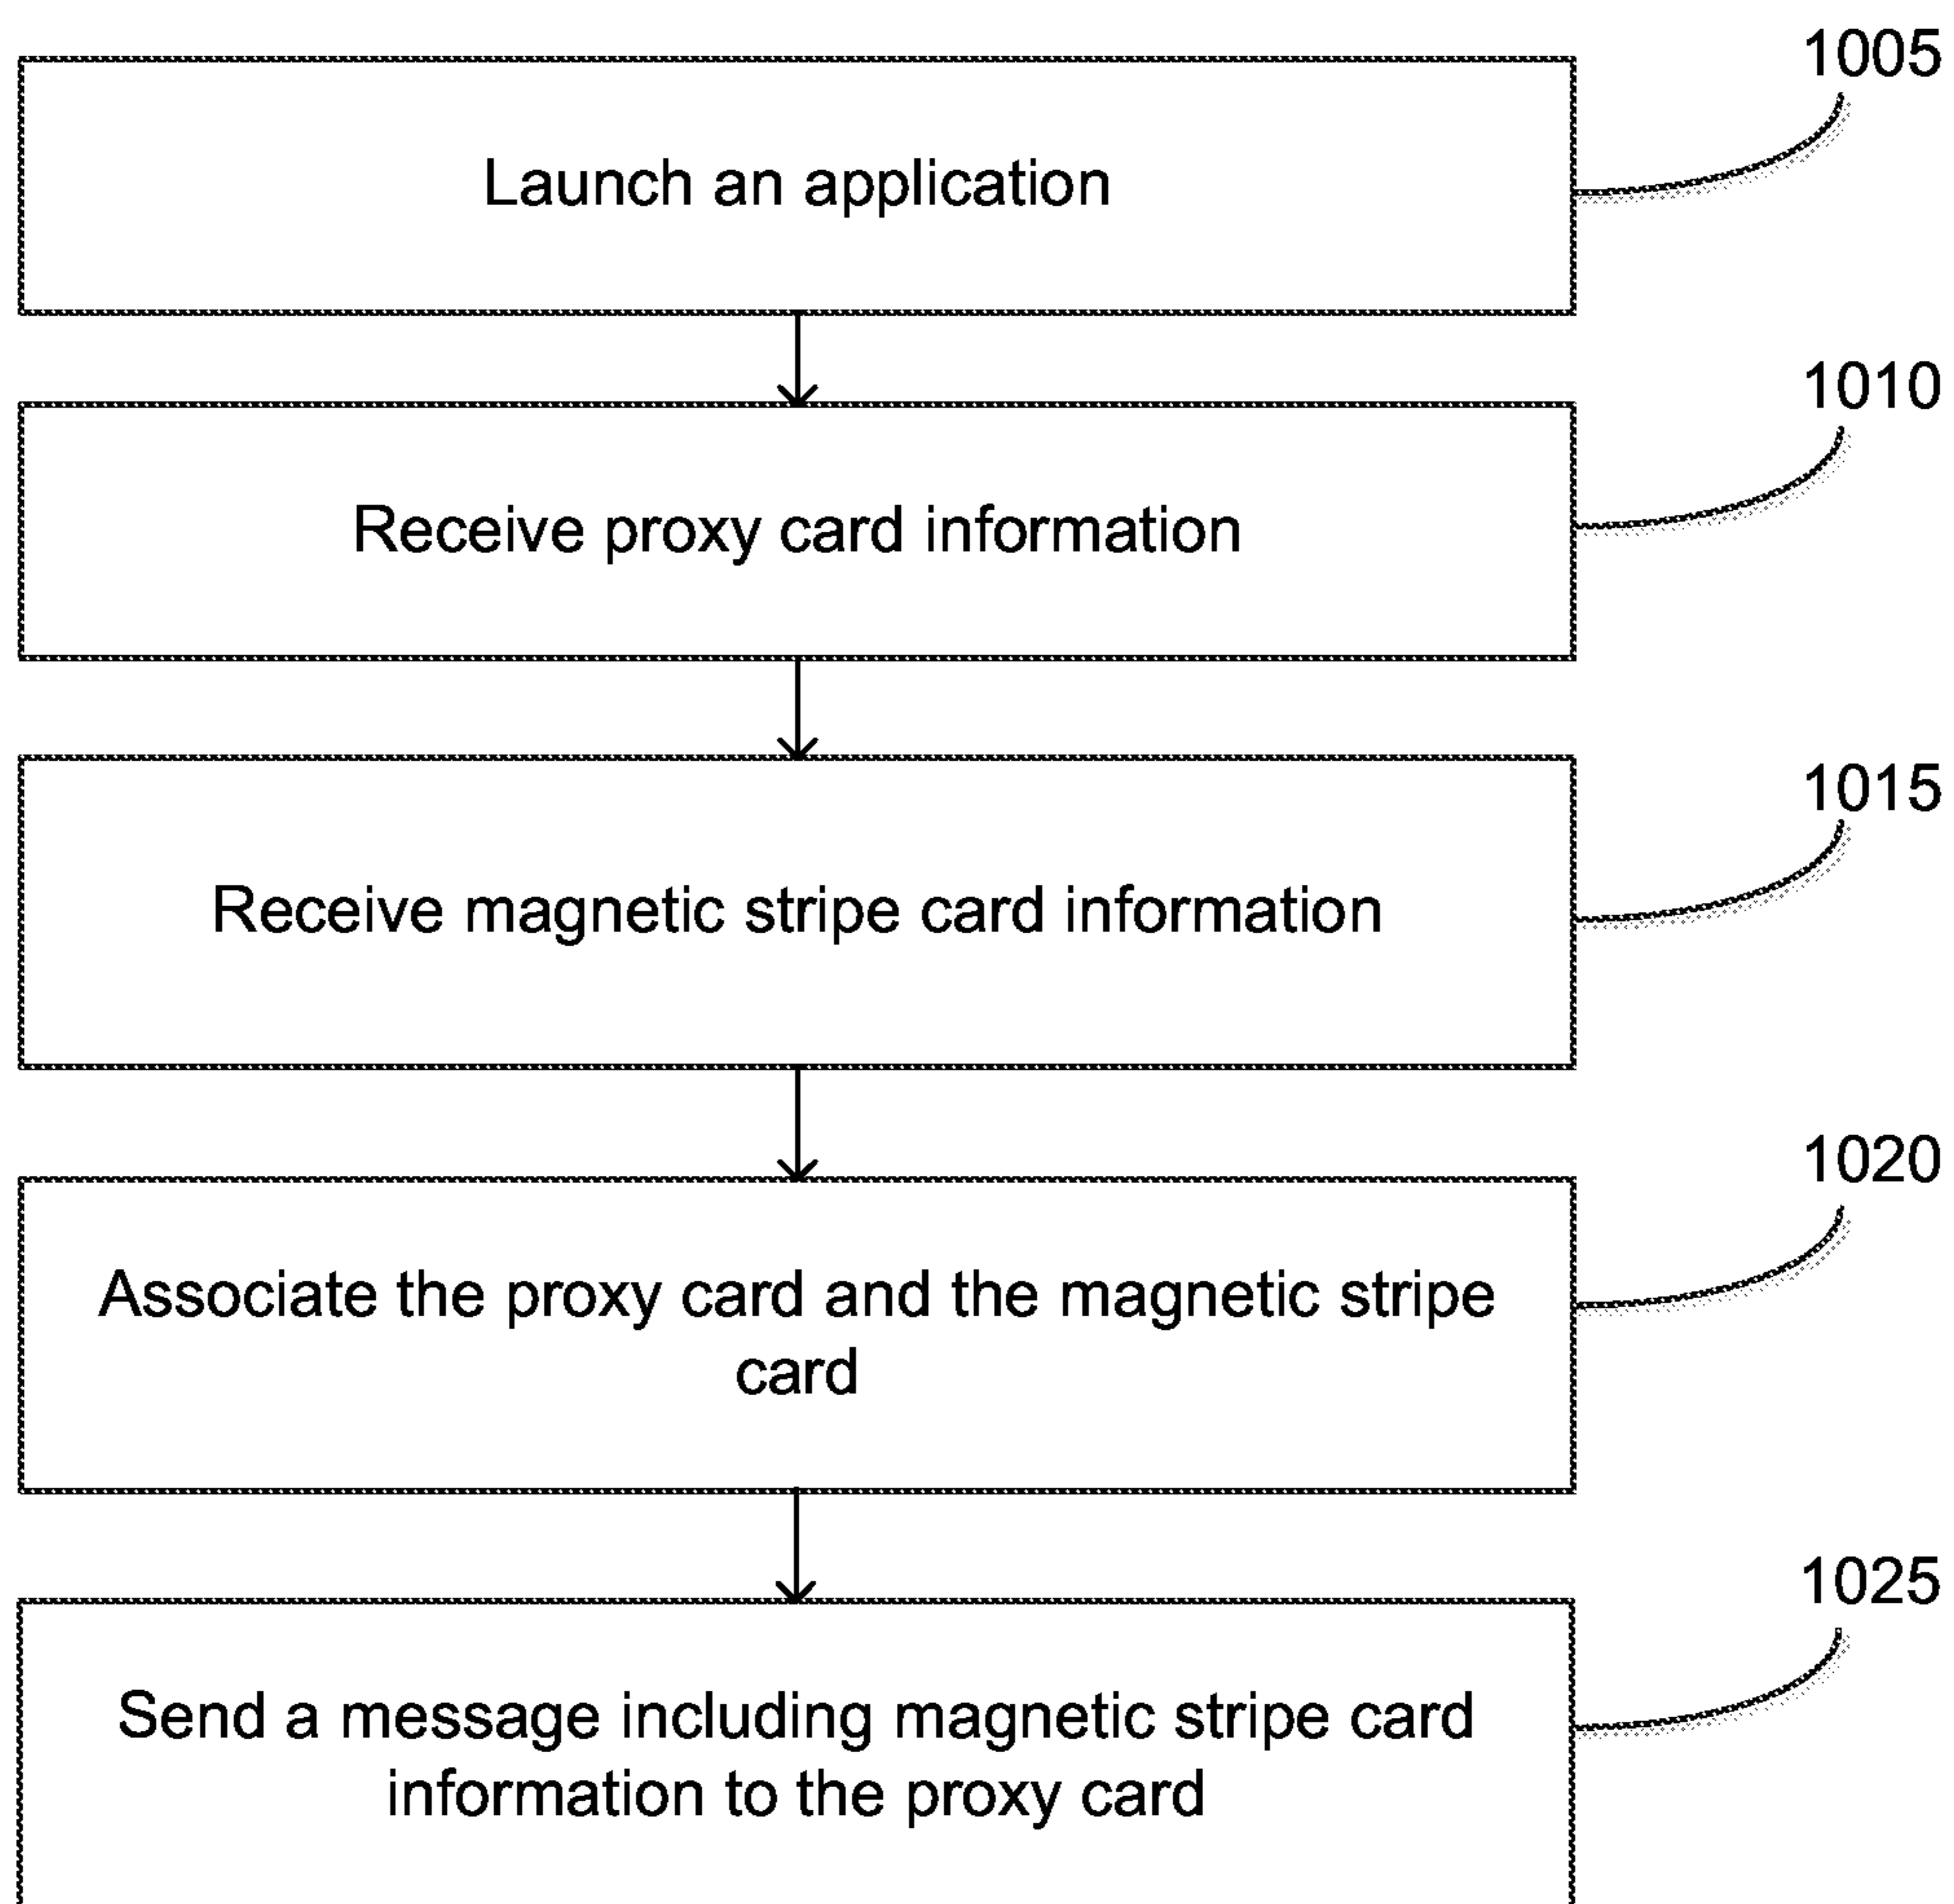 1005
Launch an application
1010
Receive proxy card information
1015
Receive magnetic stripe card information
1020
Associate the proxy card and the magnetic stripe
card
1025
Send a message including magnetic stripe card
information to the proxy card